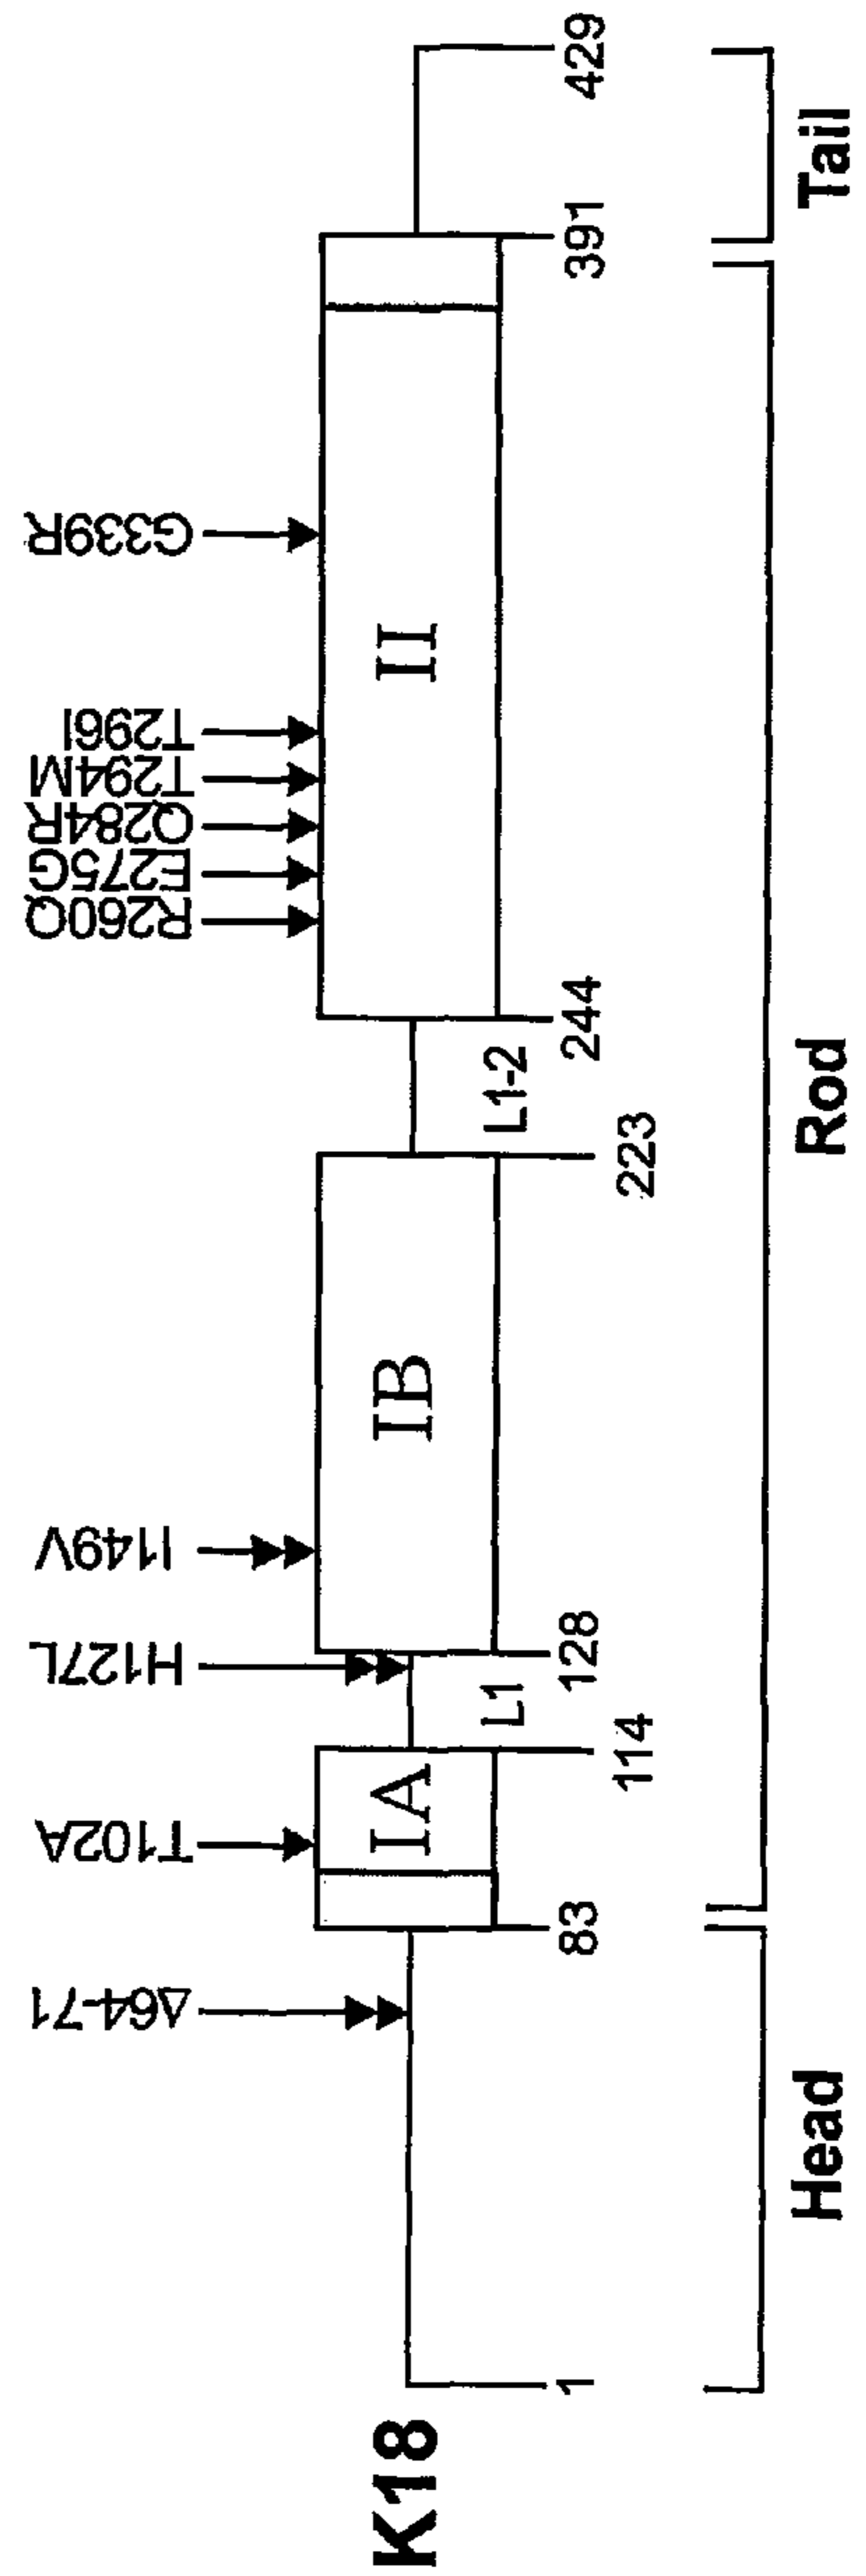 K18
Δ64-71
T102A
H127L
I149V
R260Q
E275G
Q284R
T294M
T296I
G339R
IA
IB
II
L1
L1-2
1
83
114
128
223
244
391
429
Head
Rod
Tail